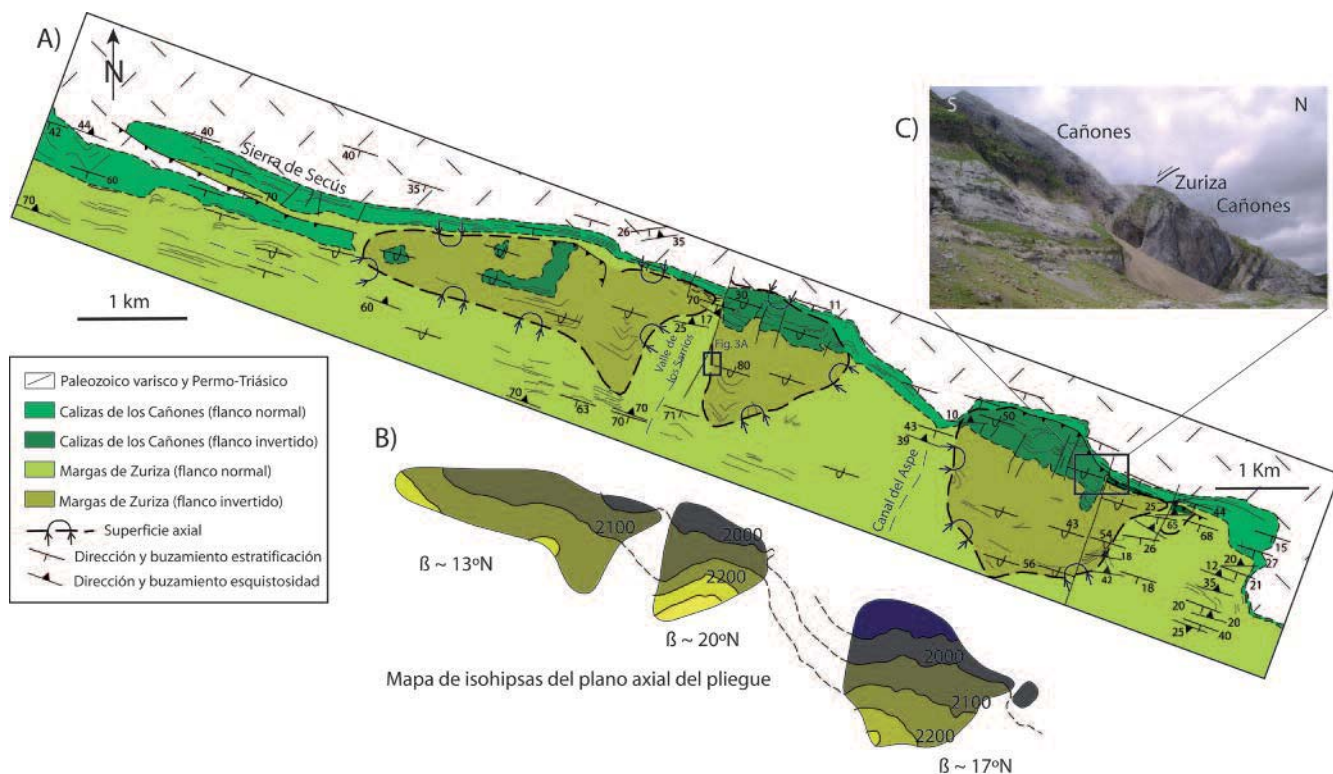 A)
N
C)
S
N
Cañones
Zuriza
Cañones
42
44
40
40
35
60
70
70
Sierra de Secús
26
35
1 km
60
70
17
25
Valle de
los Sarrios
Fig. 3A
30
11
80
70
63
70
71
10
50
43
39
Canal del Aspe
1 Km
25
44
65
68
15
43
54
26
18
20
27
12
21
35
56
42
18
20
20
25
40
Paleozoico varisco y Permo-Triásico
Calizas de los Cañones (flanco normal)
Calizas de los Cañones (flanco invertido)
Margas de Zuriza (flanco normal)
Margas de Zuriza (flanco invertido)
Superficie axial
Dirección y buzamiento estratificación
Dirección y buzamiento esquistosidad
B)
2100
2000
2200
ß ~ 13ºN
ß ~ 20ºN
2000
2100
2200
ß ~ 17ºN
Mapa de isohipsas del plano axial del pliegue